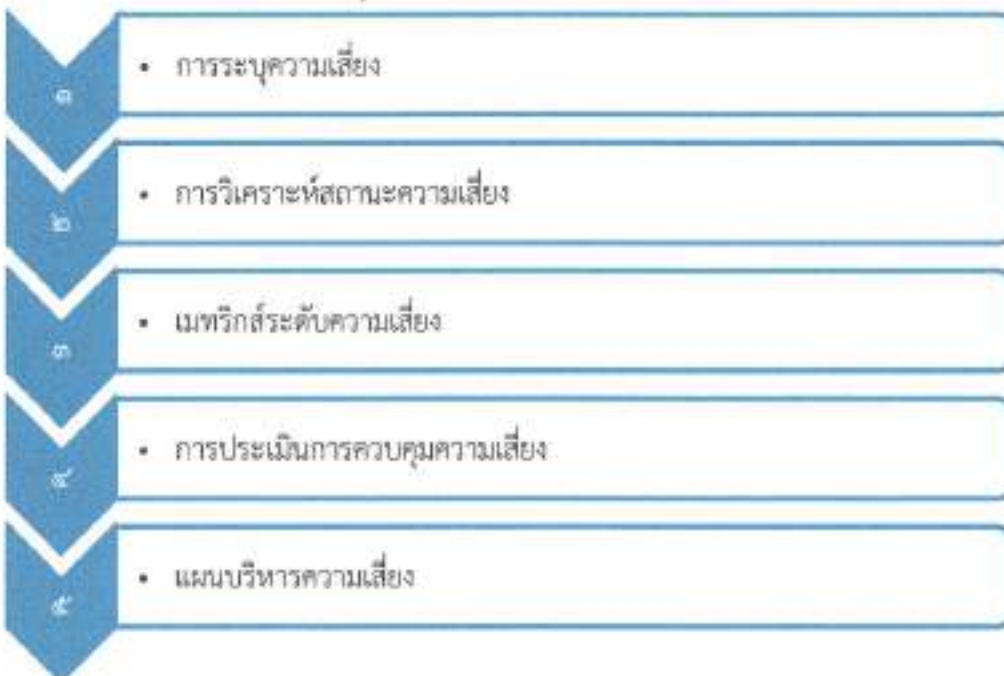 ๑
• การระบุความเสี่ยง
๒
• การวิเคราะห์สถานะความเสี่ยง
๓
• เมทริกส์ระดับความเสี่ยง
๔
• การประเมินการควบคุมความเสี่ยง
๕
• แผนบริหารความเสี่ยง